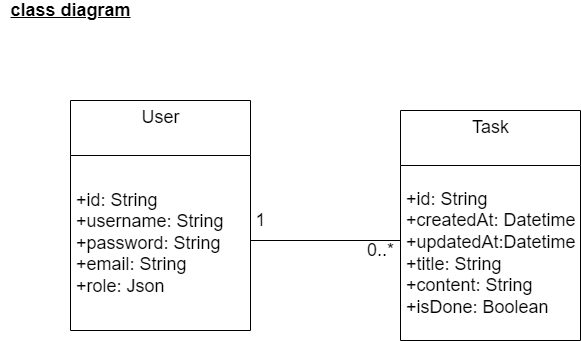 class diagram
User
+id: String
+username: String
+password: String
+email: String
+role: Json
1
0..*
Task
+id: String
+createdAt: Datetime
+updatedAt:Datetime
+title: String
+content: String
+isDone: Boolean